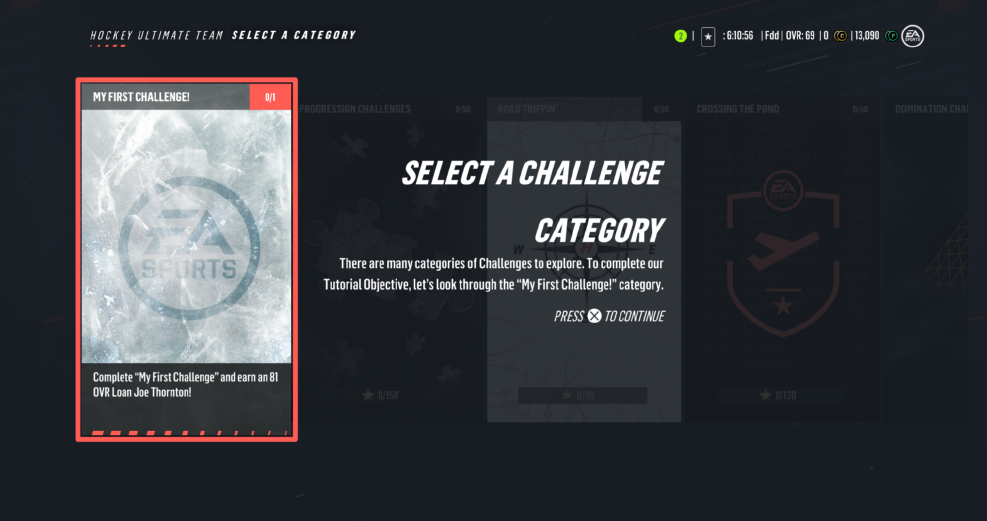 HOCKEY ULTIMATE TEAM SELECT A CATEGORY
2 | ★ : 6:10:56 | Fdd | OVR: 69 | 0 | 13,090 EA SPORTS
MY FIRST CHALLENGE! 0/1
EA SPORTS
Complete “My First Challenge” and earn an 81
OVR Loan Joe Thornton!
PROGRESSION CHALLENGES 0/50
★ 0/150
ROAD TRIPPIN' 0/30
W E
★ 0/90
CROSSING THE POND 0/40
EA SPORTS
★ 0/120
DOMINATION CHA
SELECT A CHALLENGE
CATEGORY
There are many categories of Challenges to explore. To complete our
Tutorial Objective, let's look through the "My First Challenge!" category.
PRESS ⓧ TO CONTINUE